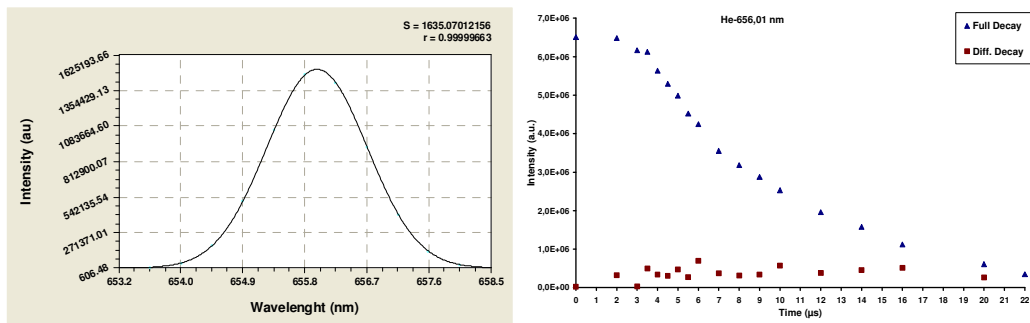 S = 1635.07012156
r = 0.99999663
1625193.66
1354429.13
1083664.60
812900.07
542135.54
271371.01
606.48
653.2 654.0 654.9 655.8 656.7 657.6 658.5
Intensity (au)
Wavelenght (nm)
He-656,01 nm
Full Decay
Diff. Decay
7,0E+06
6,0E+06
5,0E+06
4,0E+06
3,0E+06
2,0E+06
1,0E+06
0,0E+00
0 1 2 3 4 5 6 7 8 9 10 11 12 13 14 15 16 17 18 19 20 21 22
Intensity (a.u.)
Time (µs)